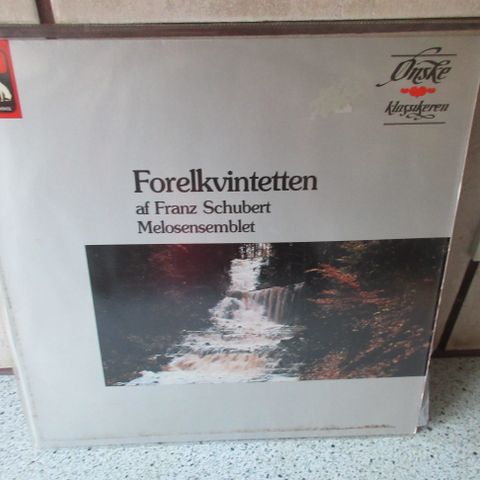 Ønske
klassikeren
Forelkvintetten
af Franz Schubert
Melosensemblet